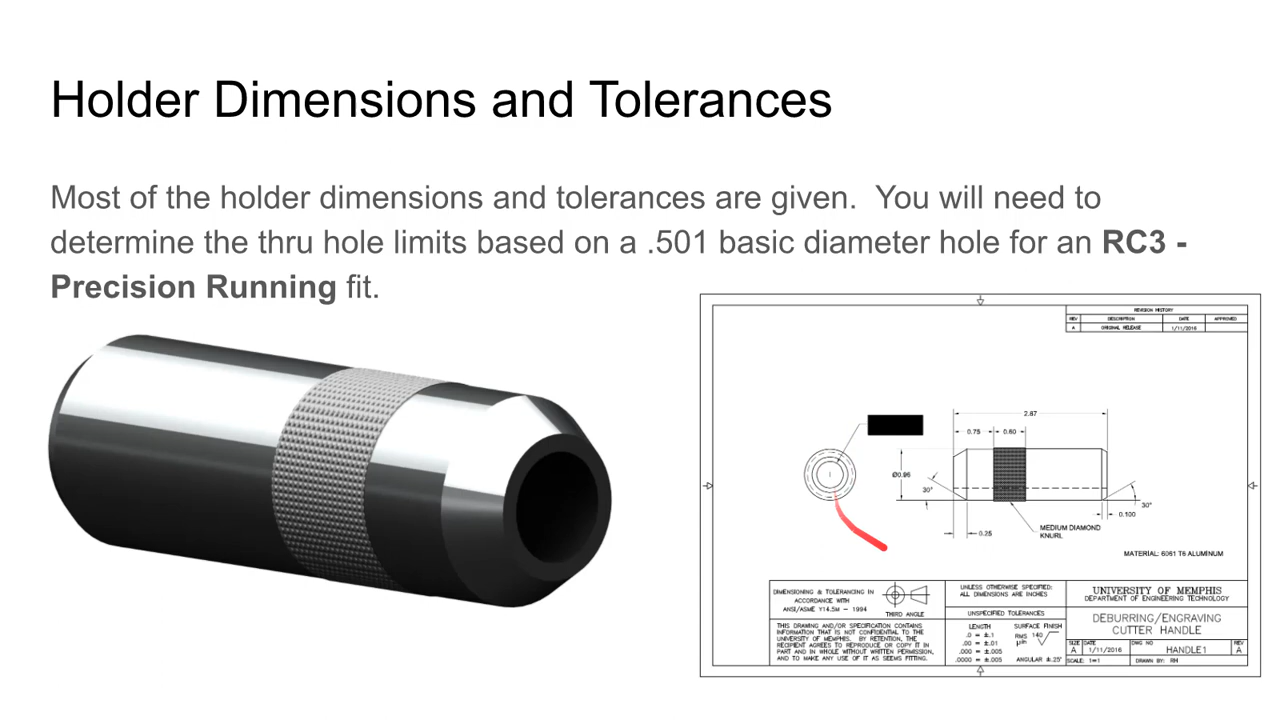 Holder Dimensions and Tolerances
Most of the holder dimensions and tolerances are given.  You will need to
determine the thru hole limits based on a .501 basic diameter hole for an RC3 -
Precision Running fit.
REVISION HISTORY
REV DESCRIPTION DATE APPROVED
A ORIGINAL RELEASE 1/11/2016
2.87
0.75 0.60
Ø0.95
30°
30°
0.100
0.25
MEDIUM DIAMOND
KNURL
MATERIAL: 6061 T6 ALUMINUM
DIMENSIONING & TOLERANCING IN
ACCORDANCE WITH
ANSI/ASME Y14.5M – 1994
THIRD ANGLE
THIS DRAWING AND/OR SPECIFICATION CONTAINS
INFORMATION THAT IS NOT CONFIDENTIAL TO THE
UNIVERSITY OF MEMPHIS. BY RETENTION, THE
RECIPIENT AGREES TO REPRODUCE OR COPY IT IN
PART AND IN WHOLE WITHOUT WRITTEN PERMISSION,
AND TO MAKE ANY USE OF IT AS SEEMS FITTING.
UNLESS OTHERWISE SPECIFIED:
ALL DIMENSIONS ARE INCHES
UNSPECIFIED TOLERANCES
LENGTH SURFACE FINISH
.0 = ±.1
.00 = ±.01
.000 = ±.005
.0000 = ±.005
RMS 140
μin
ANGULAR ±.25°
UNIVERSITY OF MEMPHIS
DEPARTMENT OF ENGINEERING TECHNOLOGY
DEBURRING/ENGRAVING
CUTTER HANDLE
SIZE DATE DWG NO REV
A 1/11/2016 HANDLE1 A
SCALE: 1=1 DRAWN BY: RH